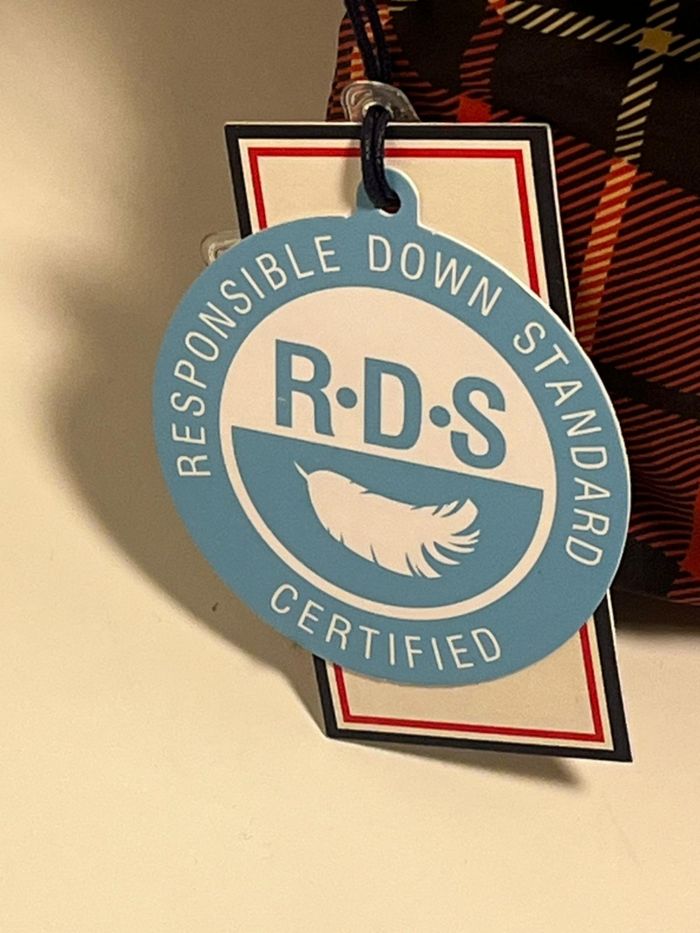 RESPONSIBLE DOWN STANDARD
R·D·S
CERTIFIED